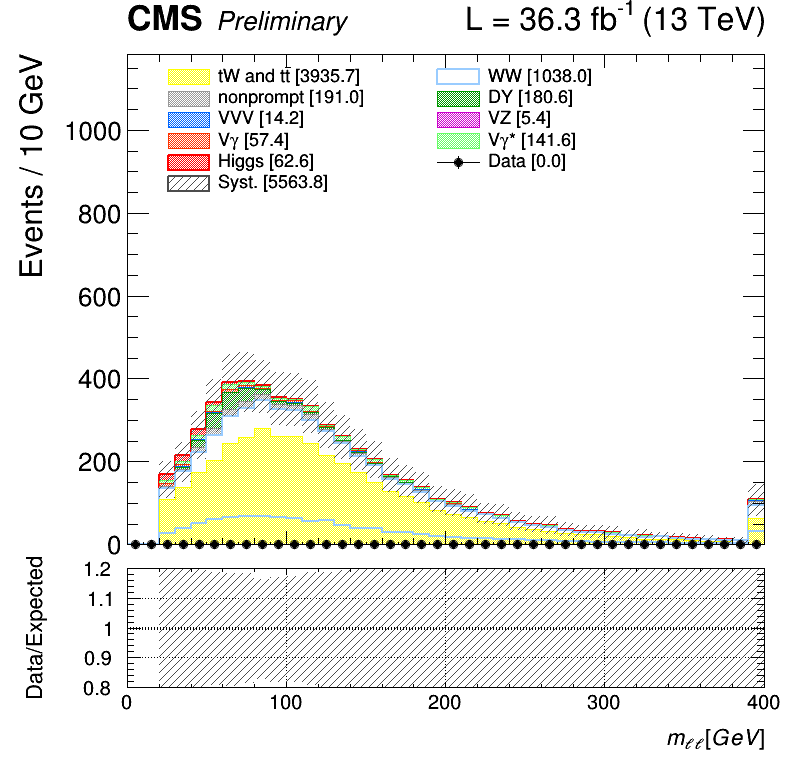 CMS Preliminary L = 36.3 fb⁻¹ (13 TeV)
Events / 10 GeV
tW and tt̄ [3935.7] WW [1038.0]
nonprompt [191.0] DY [180.6]
VVV [14.2] VZ [5.4]
Vγ [57.4] Vγ* [141.6]
Higgs [62.6] Data [0.0]
Syst. [5563.8]
1000
800
600
400
200
0
Data/Expected
1.2
1.1
1
0.9
0.8
0 100 200 300 400
mℓℓ[GeV]